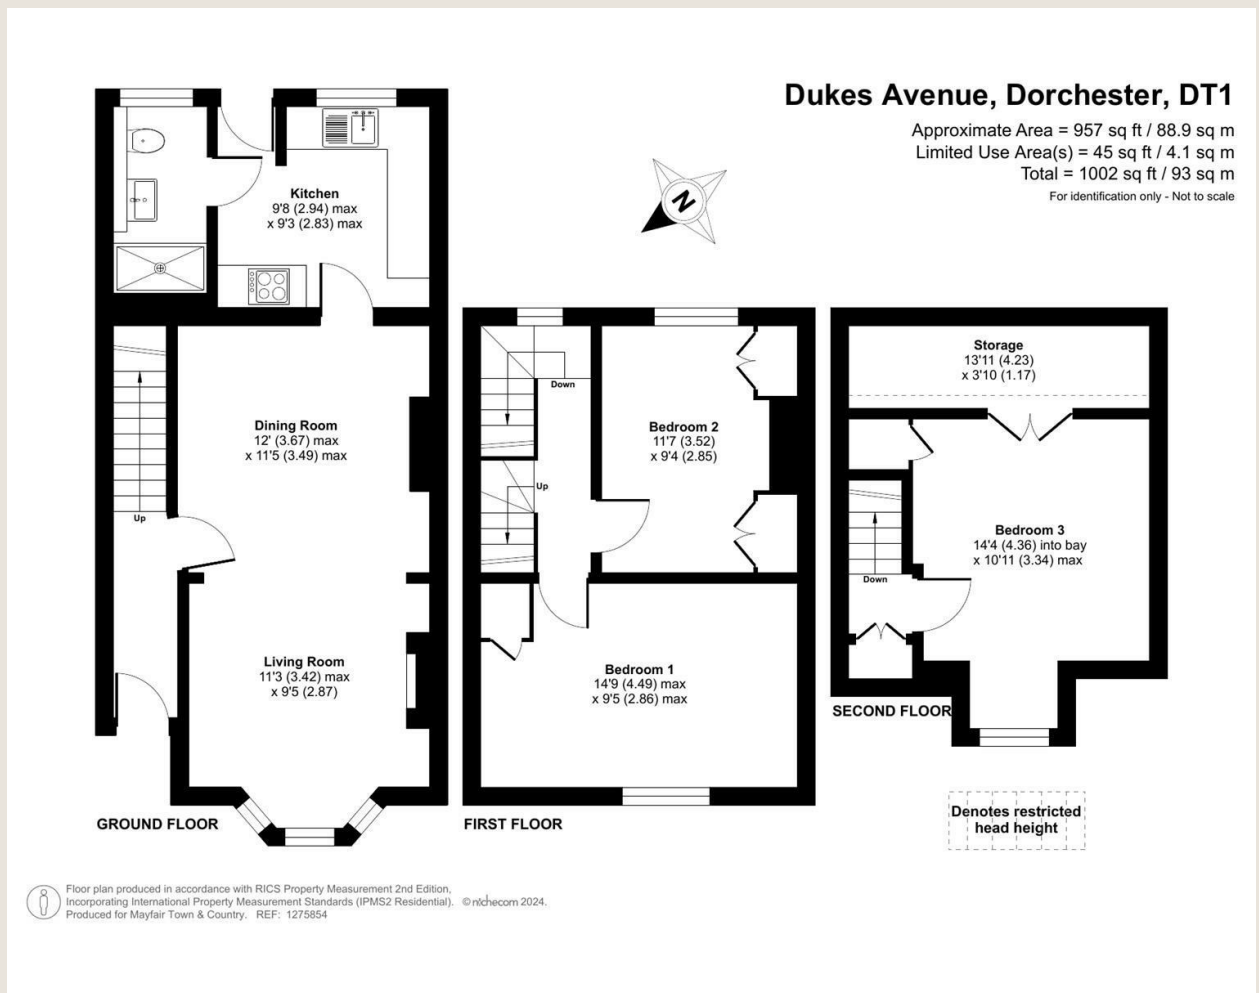 Dukes Avenue, Dorchester, DT1
Approximate Area = 957 sq ft / 88.9 sq m
Limited Use Area(s) = 45 sq ft / 4.1 sq m
Total = 1002 sq ft / 93 sq m
For identification only - Not to scale
N
Kitchen
9'8 (2.94) max
x 9'3 (2.83) max
Dining Room
12' (3.67) max
x 11'5 (3.49) max
Up
Living Room
11'3 (3.42) max
x 9'5 (2.87)
GROUND FLOOR
Down
Bedroom 2
11'7 (3.52)
x 9'4 (2.85)
Up
Bedroom 1
14'9 (4.49) max
x 9'5 (2.86) max
FIRST FLOOR
Storage
13'11 (4.23)
x 3'10 (1.17)
Bedroom 3
14'4 (4.36) into bay
x 10'11 (3.34) max
Down
SECOND FLOOR
Denotes restricted
head height
Floor plan produced in accordance with RICS Property Measurement 2nd Edition,
Incorporating International Property Measurement Standards (IPMS2 Residential). © nichecom 2024.
Produced for Mayfair Town & Country. REF: 1275854